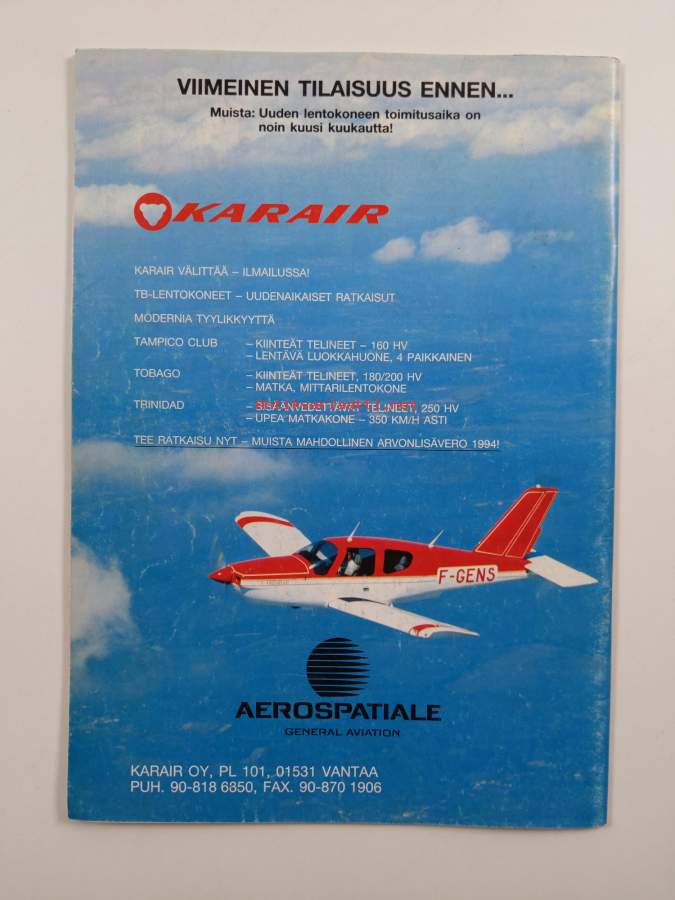 VIIMEINEN TILAISUUS ENNEN...
Muista: Uuden lentokoneen toimitusaika on
noin kuusi kuukautta!
KARAIR
KARAIR VÄLITTÄÄ – ILMAILUSSA!
TB-LENTOKONEET – UUDENAIKAISET RATKAISUT
MODERNIA TYYLIKKYYTTÄ
TAMPICO CLUB – KIINTEÄT TELINEET – 160 HV
– LENTÄVÄ LUOKKAHUONE, 4 PAIKKAINEN
TOBAGO – KIINTEÄT TELINEET, 180/200 HV
– MATKA, MITTARILENTOKONE
TRINIDAD – SISÄÄNVEDETTÄVÄT TELINEET, 250 HV
– UPEA MATKAKONE – 350 KM/H ASTI
TEE RATKAISU NYT – MUISTA MAHDOLLINEN ARVONLISÄVERO 1994!
F-GENS
AEROSPATIALE
GENERAL AVIATION
KARAIR OY, PL 101, 01531 VANTAA
PUH. 90-818 6850, FAX. 90-870 1906